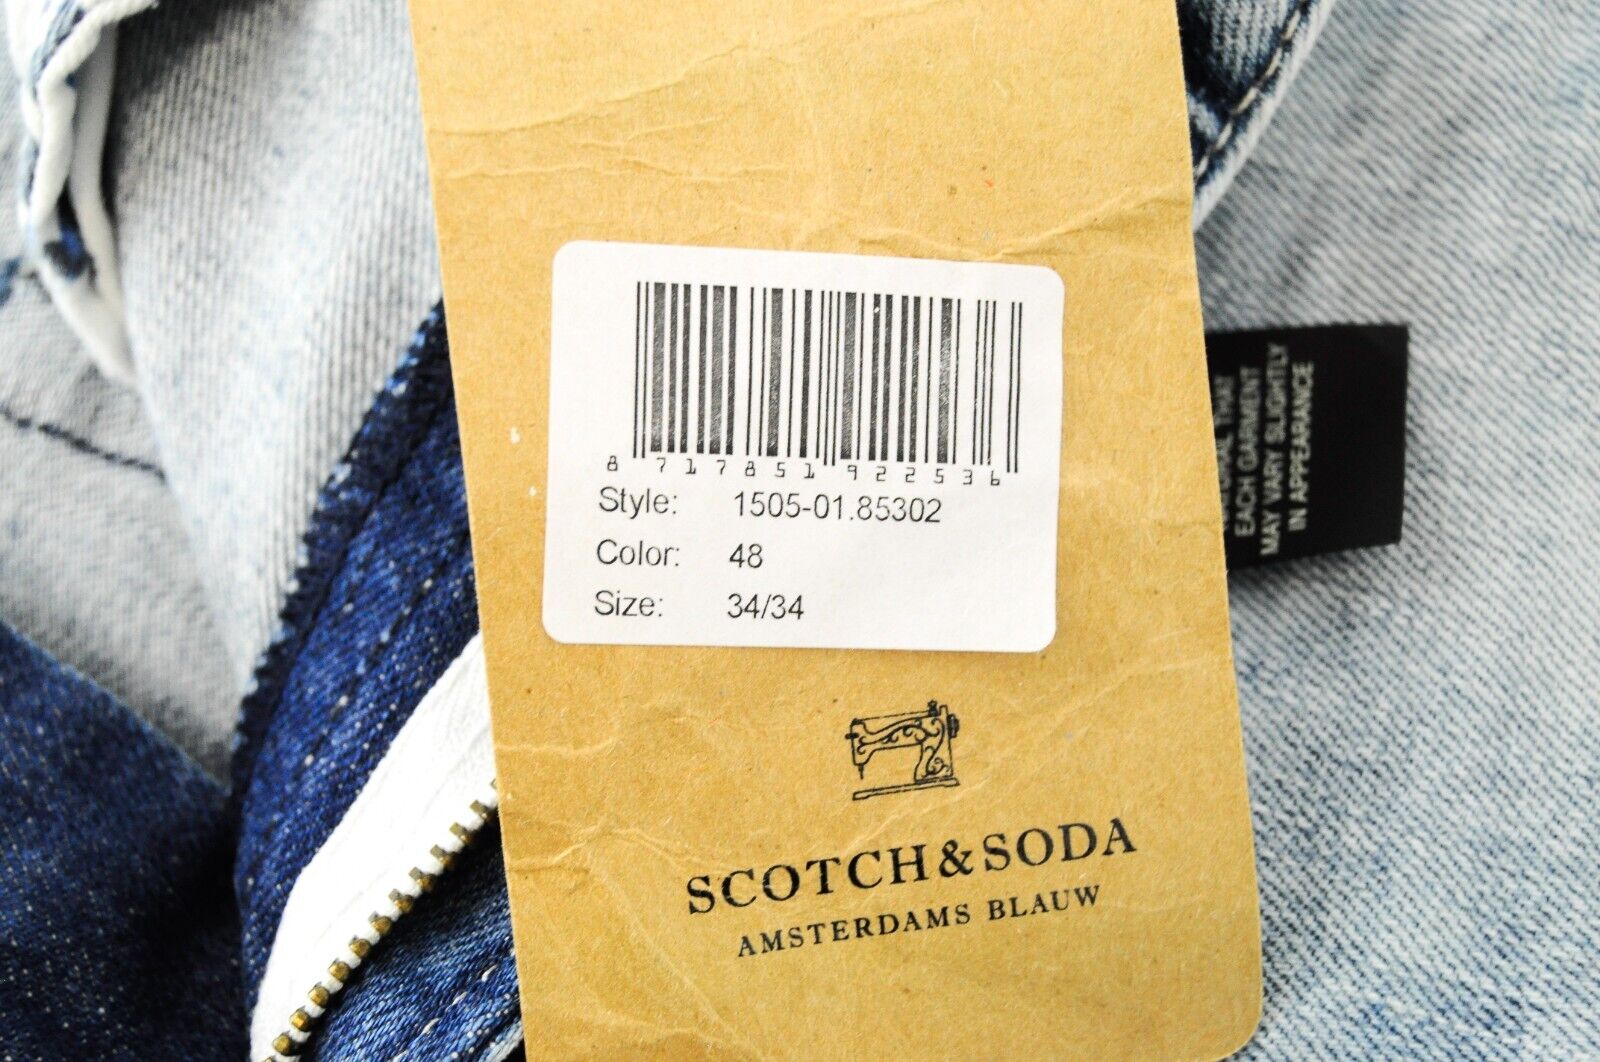 8 717851 922536
Style: 1505-01.85302
Color: 48
Size: 34/34
SCOTCH & SODA
AMSTERDAMS BLAUW
THE
EACH GARMENT
MAY VARY SLIGHTLY
IN APPEARANCE